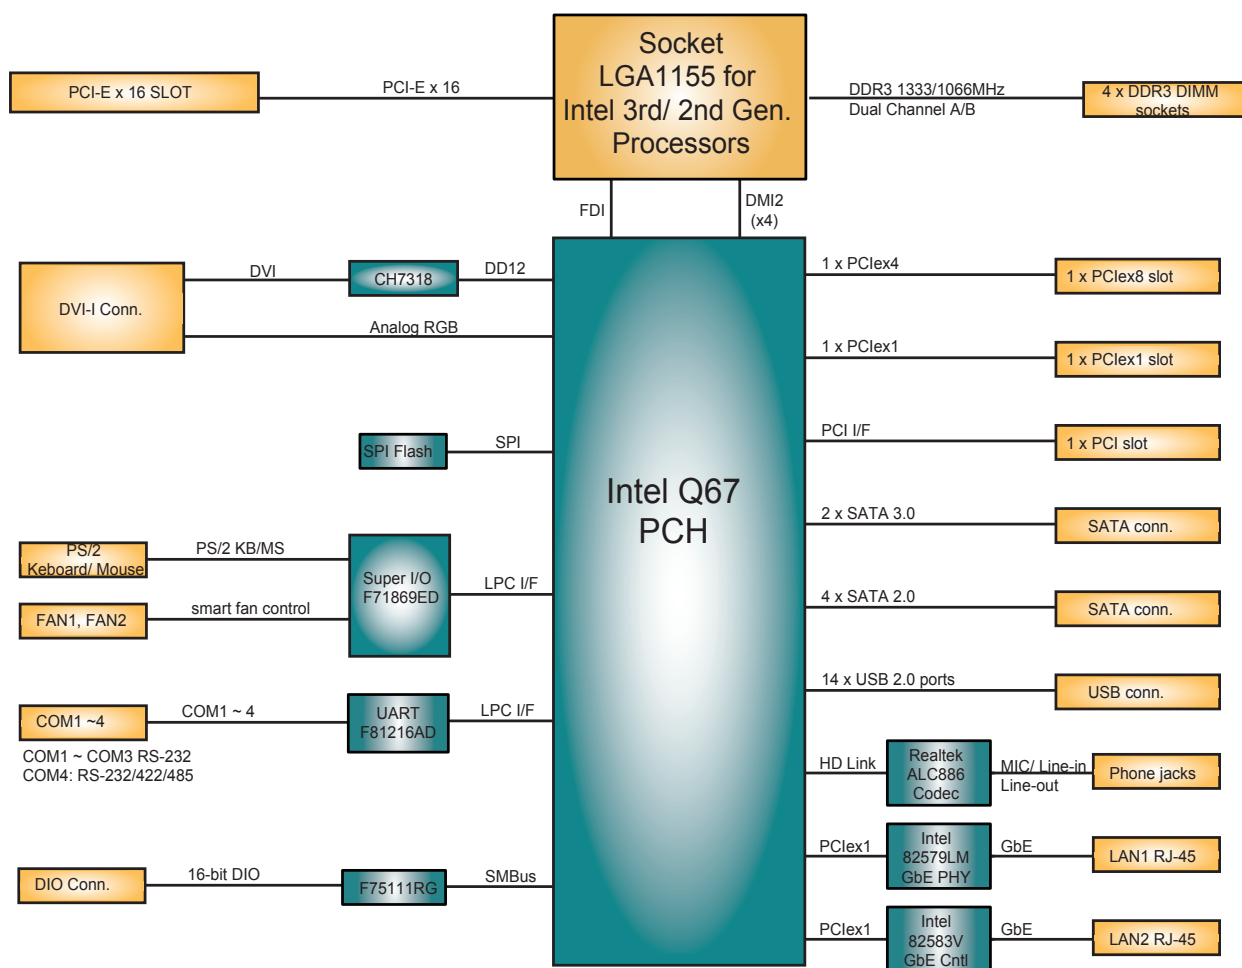 Socket
LGA1155 for
Intel 3rd/ 2nd Gen.
Processors
PCI-E x 16 SLOT
PCI-E x 16
DDR3 1333/1066MHz
Dual Channel A/B
4 x DDR3 DIMM
sockets
FDI
DMI2
(x4)
DVI-I Conn.
DVI
CH7318
DD12
Analog RGB
SPI Flash
SPI
PS/2
Keboard/ Mouse
PS/2 KB/MS
FAN1, FAN2
smart fan control
Super I/O
F71869ED
LPC I/F
COM1 ~4
COM1 ~ 4
UART
F81216AD
LPC I/F
COM1 ~ COM3 RS-232
COM4: RS-232/422/485
DIO Conn.
16-bit DIO
F75111RG
SMBus
Intel Q67
PCH
1 x PCIex4
1 x PCIex8 slot
1 x PCIex1
1 x PCIex1 slot
PCI I/F
1 x PCI slot
2 x SATA 3.0
SATA conn.
4 x SATA 2.0
SATA conn.
14 x USB 2.0 ports
USB conn.
HD Link
Realtek
ALC886
Codec
MIC/ Line-in
Line-out
Phone jacks
PCIex1
Intel
82579LM
GbE PHY
GbE
LAN1 RJ-45
PCIex1
Intel
82583V
GbE Cntl
GbE
LAN2 RJ-45